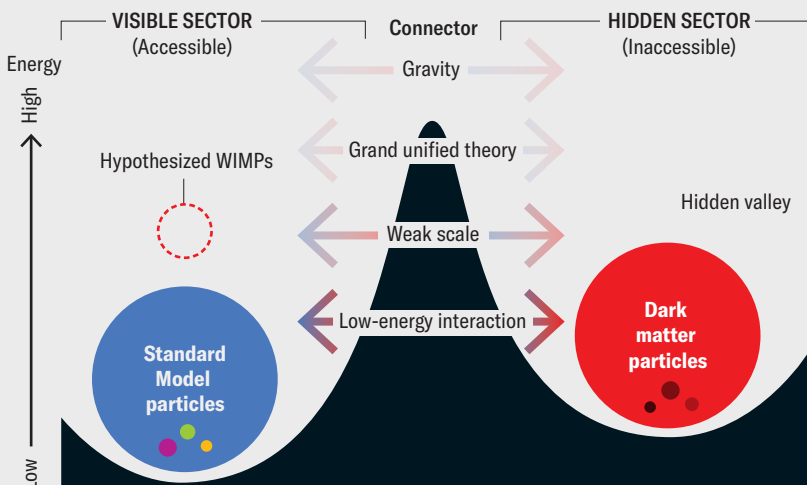 VISIBLE SECTOR
(Accessible)
Connector
HIDDEN SECTOR
(Inaccessible)
Energy
High
Low
Gravity
Grand unified theory
Hypothesized WIMPs
Hidden valley
Weak scale
Low-energy interaction
Standard
Model
particles
Dark
matter
particles